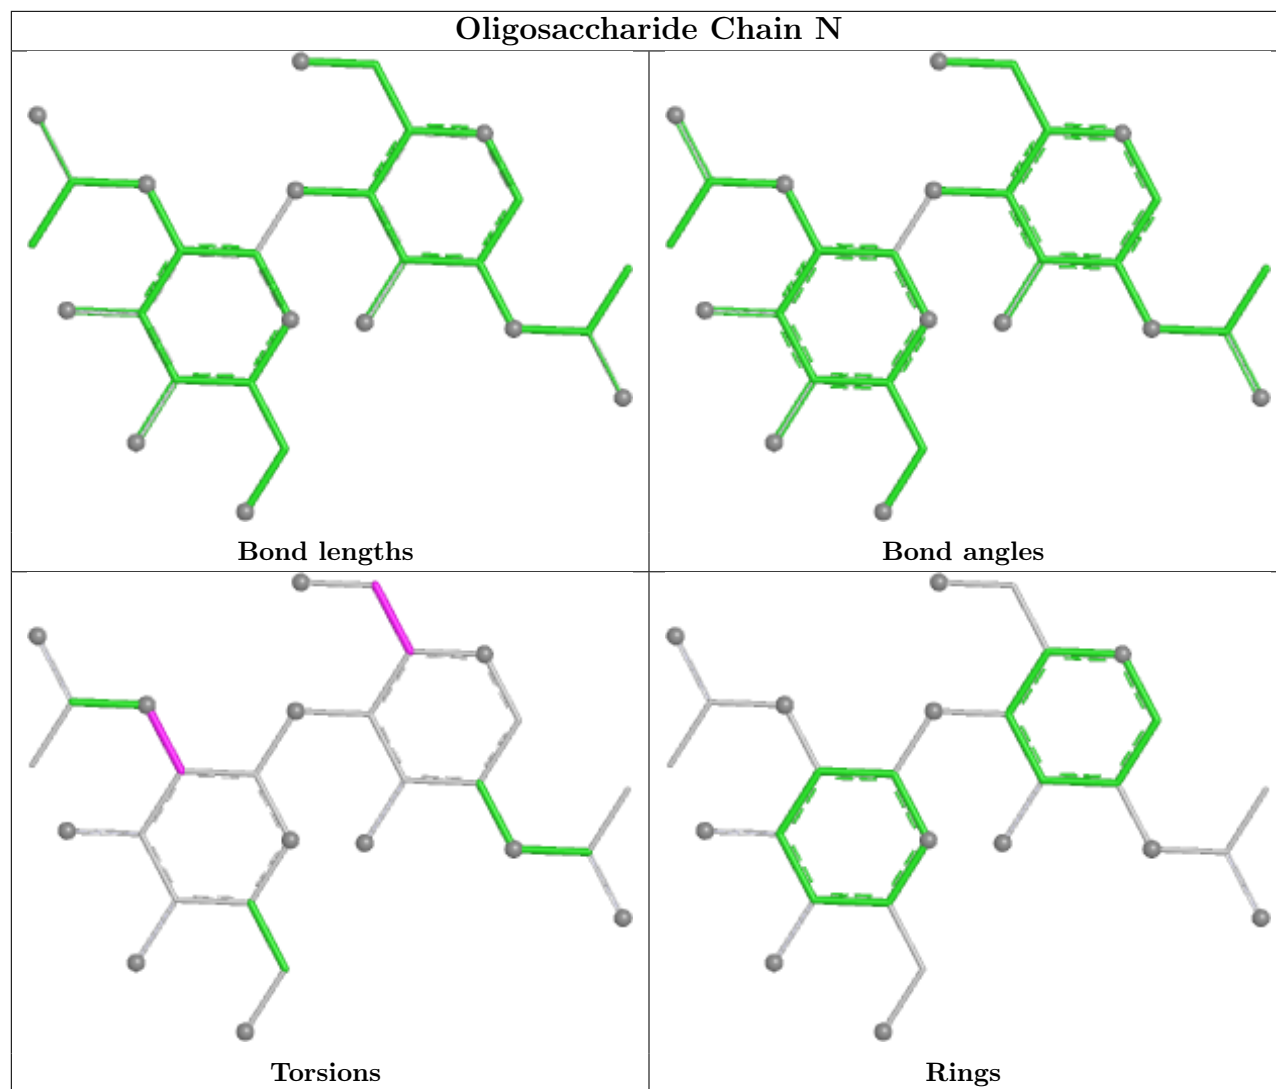 Oligosaccharide Chain N
Bond lengths
Bond angles
Torsions
Rings